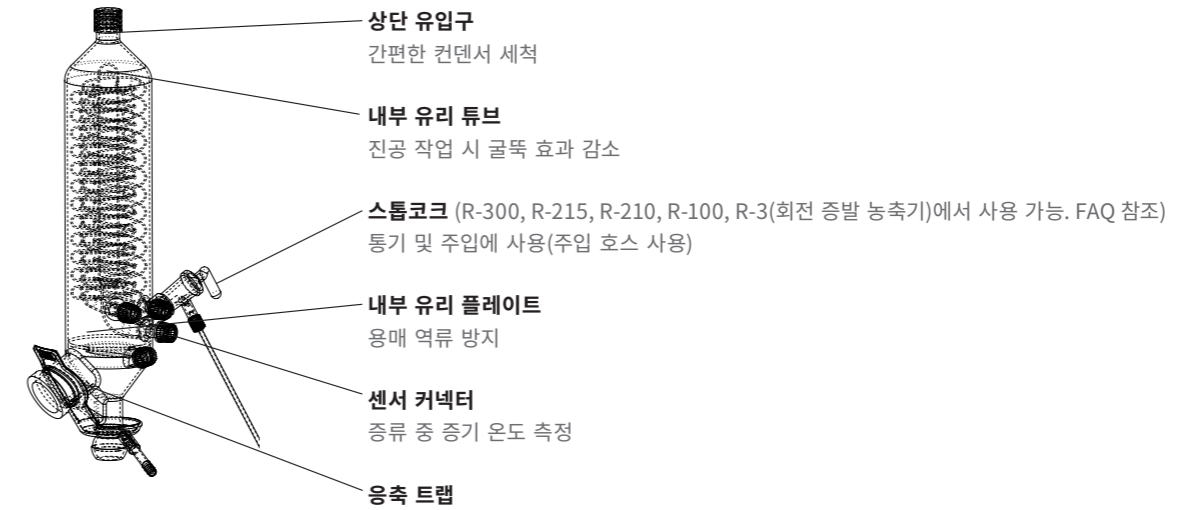 상단 유입구
간편한 컨덴서 세척
내부 유리 튜브
진공 작업 시 굴뚝 효과 감소
스톱코크 (R-300, R-215, R-210, R-100, R-3(회전 증발 농축기)에서 사용 가능. FAQ 참조)
통기 및 주입에 사용(주입 호스 사용)
내부 유리 플레이트
용매 역류 방지
센서 커넥터
증류 중 증기 온도 측정
응축 트랩